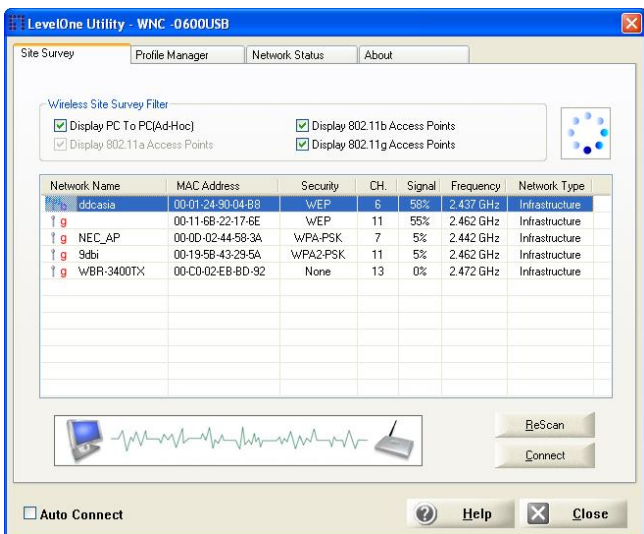 LevelOne Utility - WNC -0600USB
Site Survey Profile Manager Network Status About
Wireless Site Survey Filter
Display PC To PC(Ad-Hoc) Display 802.11b Access Points
Display 802.11a Access Points Display 802.11g Access Points
Network Name MAC Address Security CH. Signal Frequency Network Type
b ddcasia 00-01-24-90-04-B8 WEP 6 58% 2.437 GHz Infrastructure
g 00-11-6B-22-17-6E WEP 11 55% 2.462 GHz Infrastructure
g NEC_AP 00-0D-02-44-58-3A WPA-PSK 7 5% 2.442 GHz Infrastructure
g 9dbi 00-19-5B-43-29-5A WPA2-PSK 11 5% 2.462 GHz Infrastructure
g WBR-3400TX 00-C0-02-EB-BD-92 None 13 0% 2.472 GHz Infrastructure
ReScan
Connect
Auto Connect Help Close